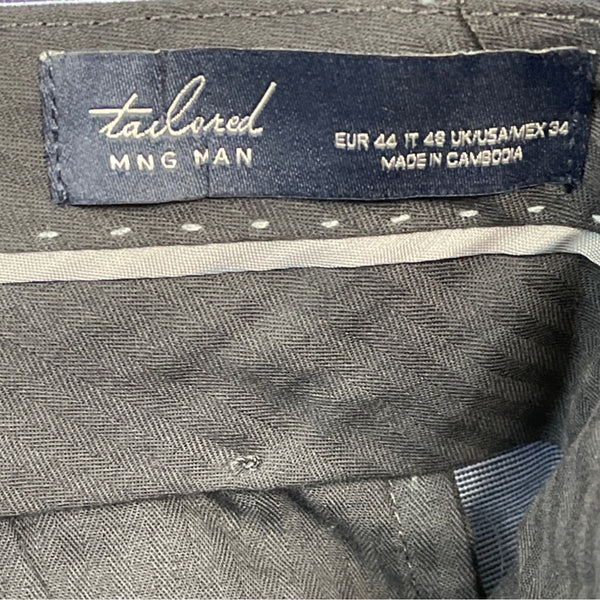 tailored
MNG MAN
EUR 44 IT 48 UK/USA/MEX 34
MADE IN CAMBODIA